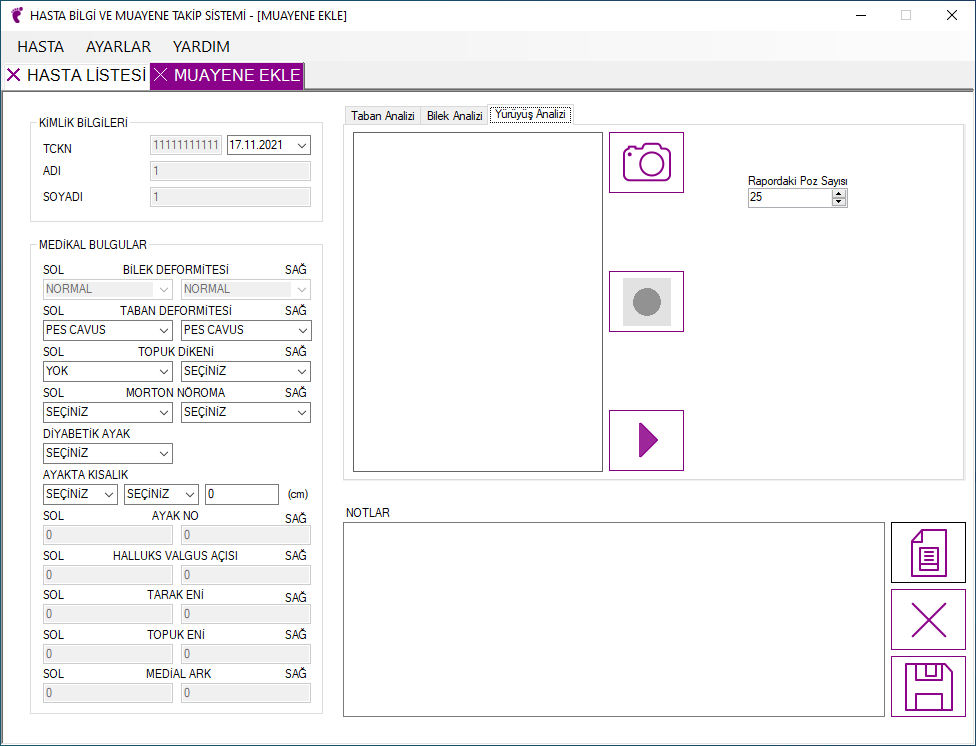 HASTA BİLGİ VE MUAYENE TAKİP SİSTEMİ - [MUAYENE EKLE]
HASTA AYARLAR YARDIM
HASTA LİSTESİ MUAYENE EKLE
KİMLİK BİLGİLERİ
TCKN 11111111111 17.11.2021
ADI 1
SOYADI 1
MEDİKAL BULGULAR
SOL BİLEK DEFORMİTESİ SAĞ
NORMAL NORMAL
SOL TABAN DEFORMİTESİ SAĞ
PES CAVUS PES CAVUS
SOL TOPUK DİKENİ SAĞ
YOK SEÇİNİZ
SOL MORTON NÖROMA SAĞ
SEÇİNİZ SEÇİNİZ
DİYABETİK AYAK
SEÇİNİZ
AYAKTA KISALIK
SEÇİNİZ SEÇİNİZ 0 (cm)
SOL AYAK NO SAĞ
0 0
SOL HALLUKS VALGUS AÇISI SAĞ
0 0
SOL TARAK ENİ SAĞ
0 0
SOL TOPUK ENİ SAĞ
0 0
SOL MEDİAL ARK SAĞ
0 0
Taban Analizi Bilek Analizi Yürüyüş Analizi
Rapordaki Poz Sayısı
25
NOTLAR